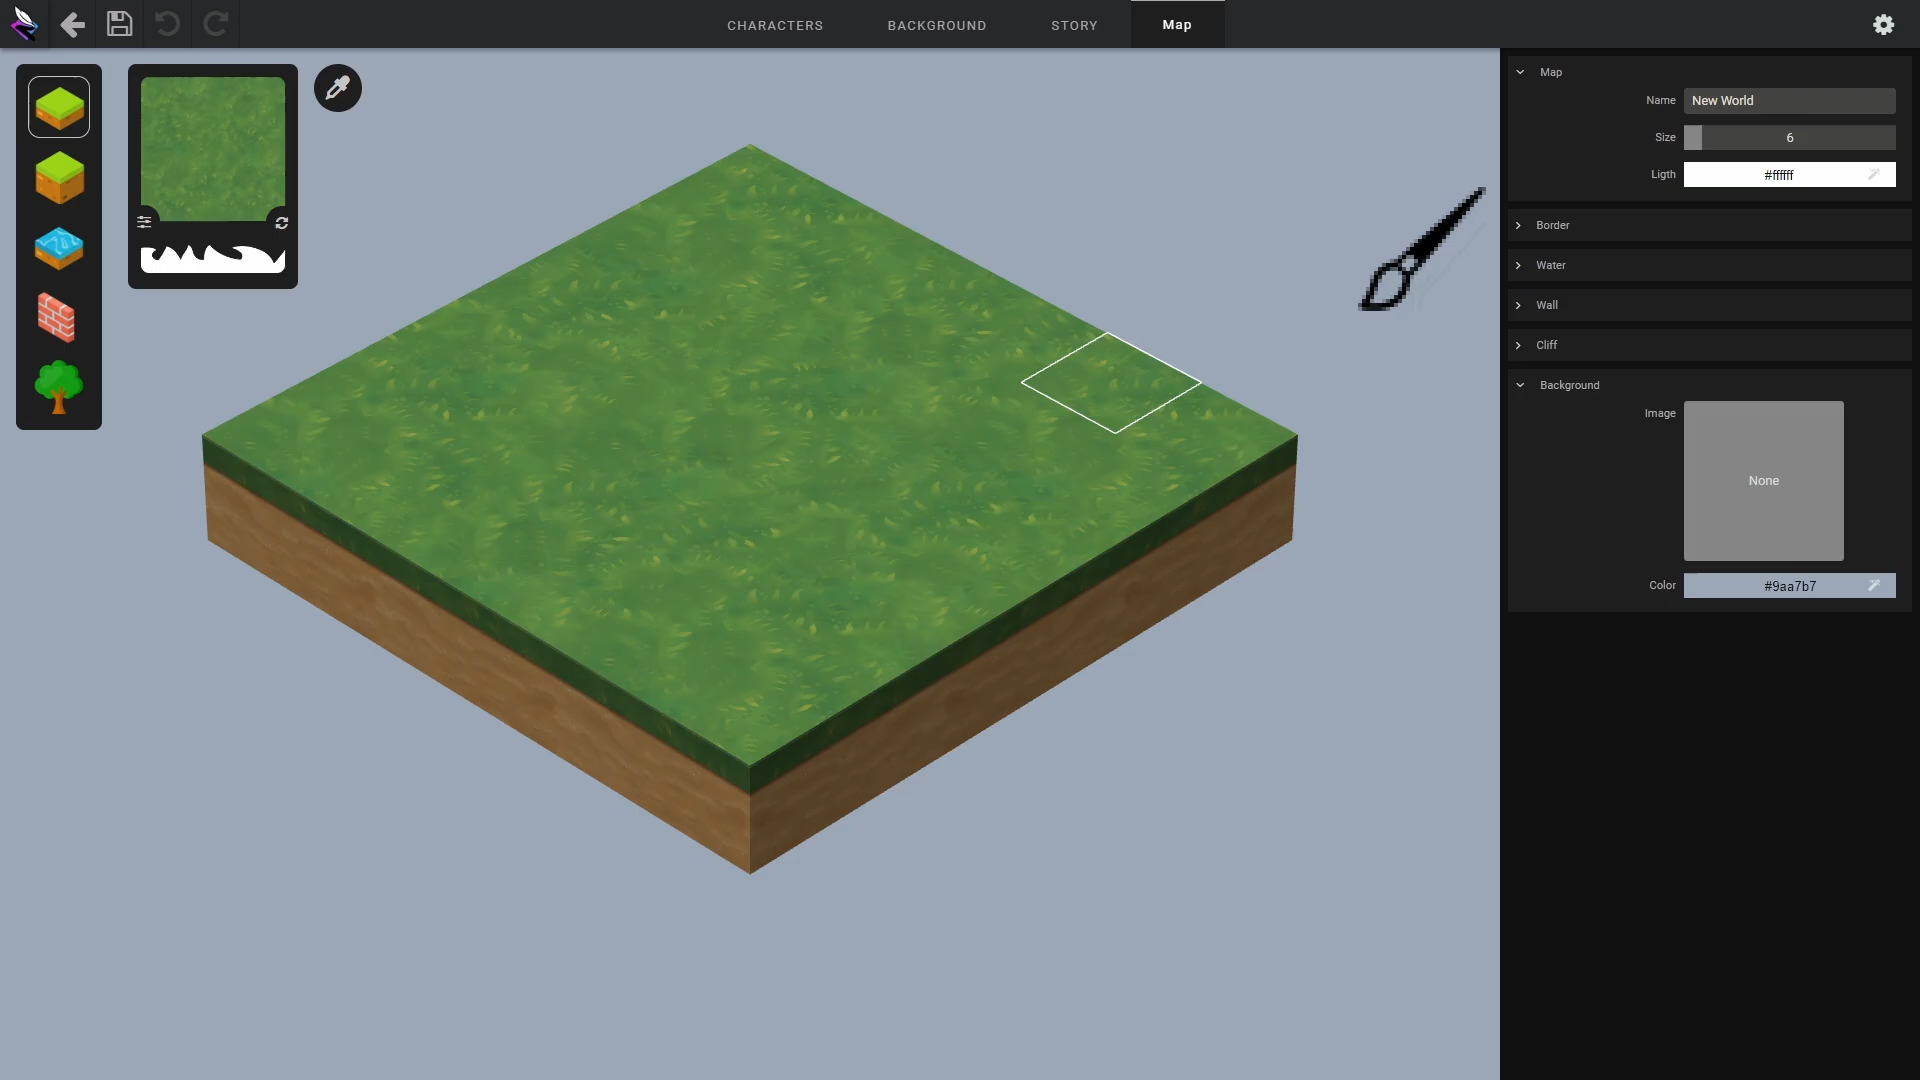 CHARACTERS
BACKGROUND
STORY
Map
Map
Name
New World
Size
6
Ligth
#ffffff
Border
Water
Wall
Cliff
Background
Image
None
Color
#9aa7b7